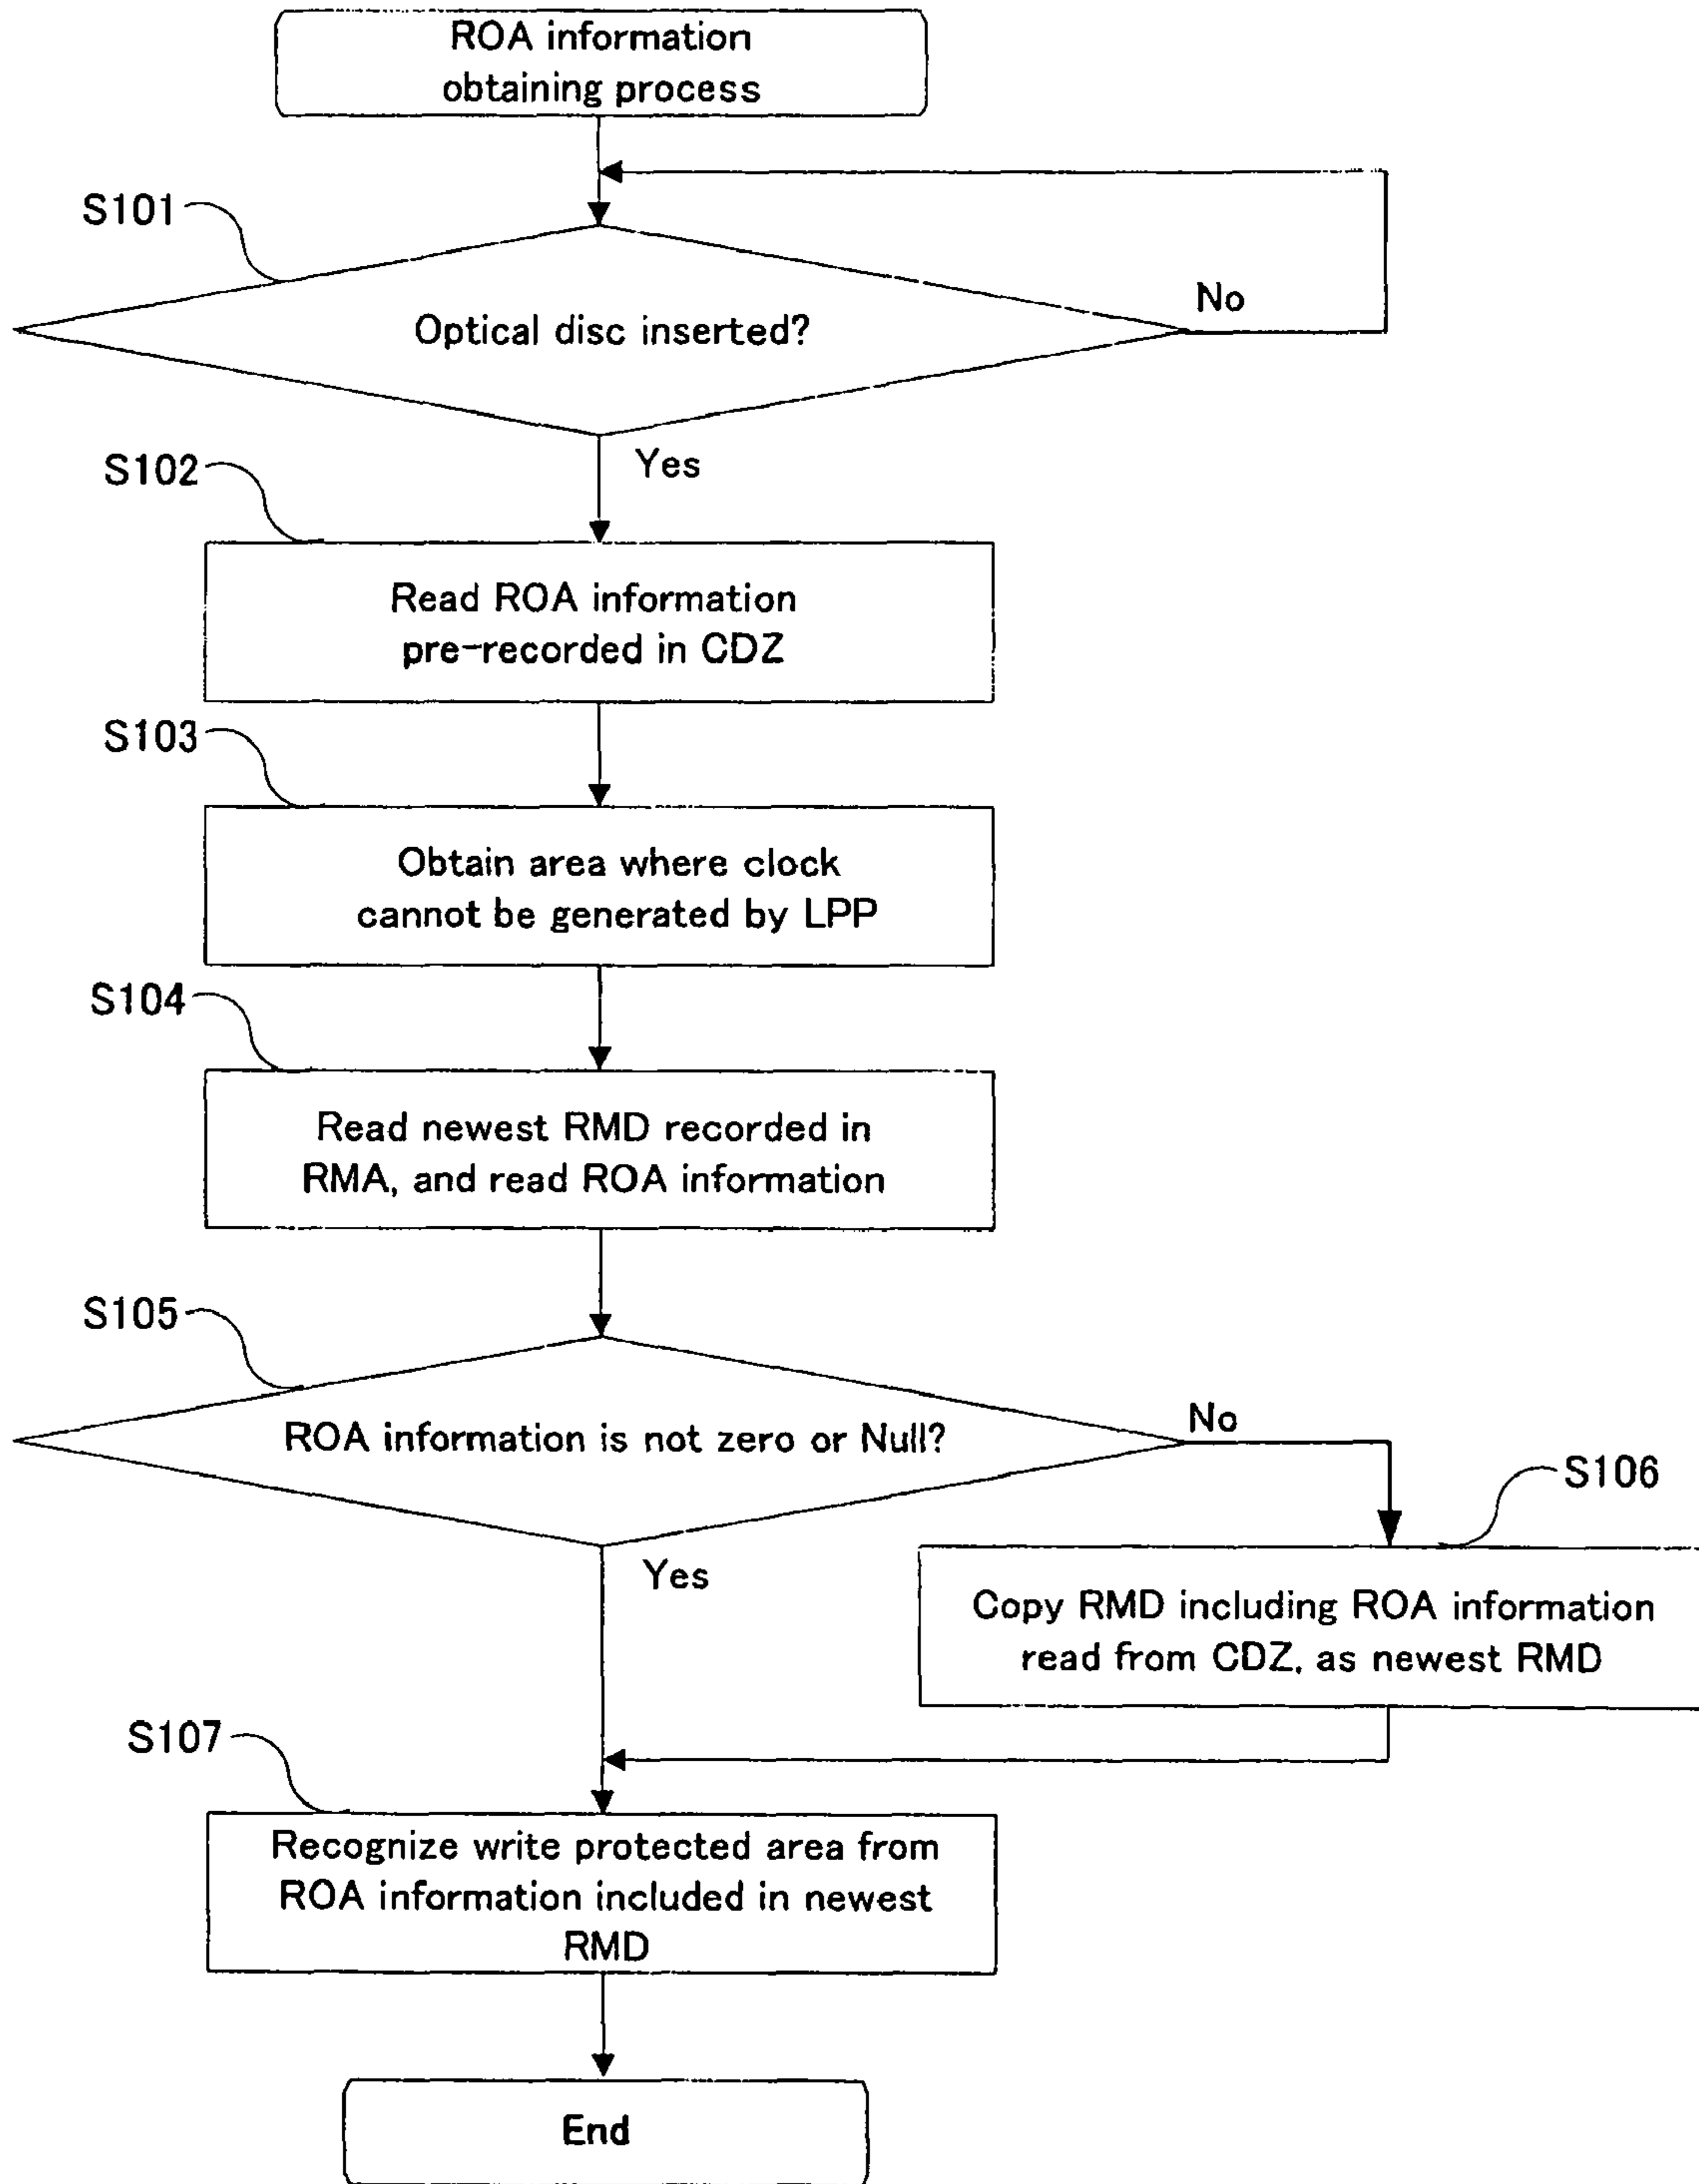 ROA information
obtaining process
S101
Optical disc inserted?
No
Yes
S102
Read ROA information
pre-recorded in CDZ
S103
Obtain area where clock
cannot be generated by LPP
S104
Read newest RMD recorded in
RMA, and read ROA information
S105
ROA information is not zero or Null?
No
Yes
S106
Copy RMD including ROA information
read from CDZ, as newest RMD
S107
Recognize write protected area from
ROA information included in newest
RMD
End